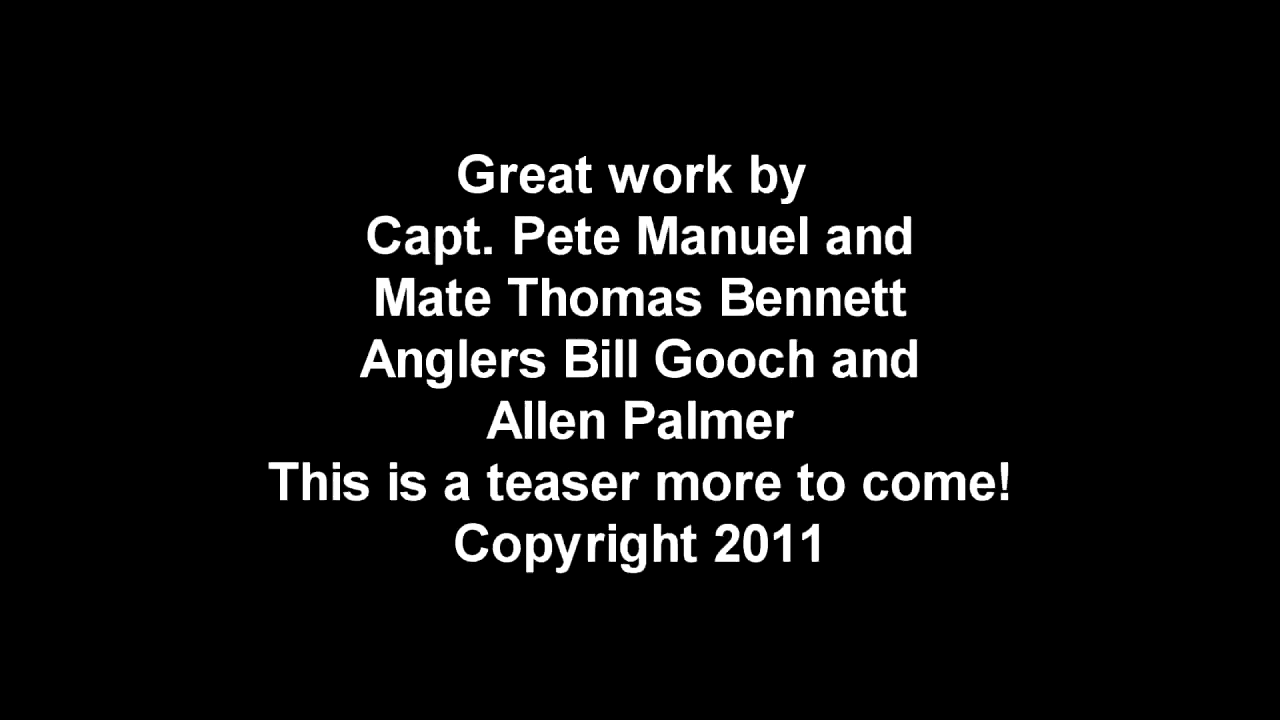 Great work by
Capt. Pete Manuel and
Mate Thomas Bennett
Anglers Bill Gooch and
Allen Palmer
This is a teaser more to come!
Copyright 2011